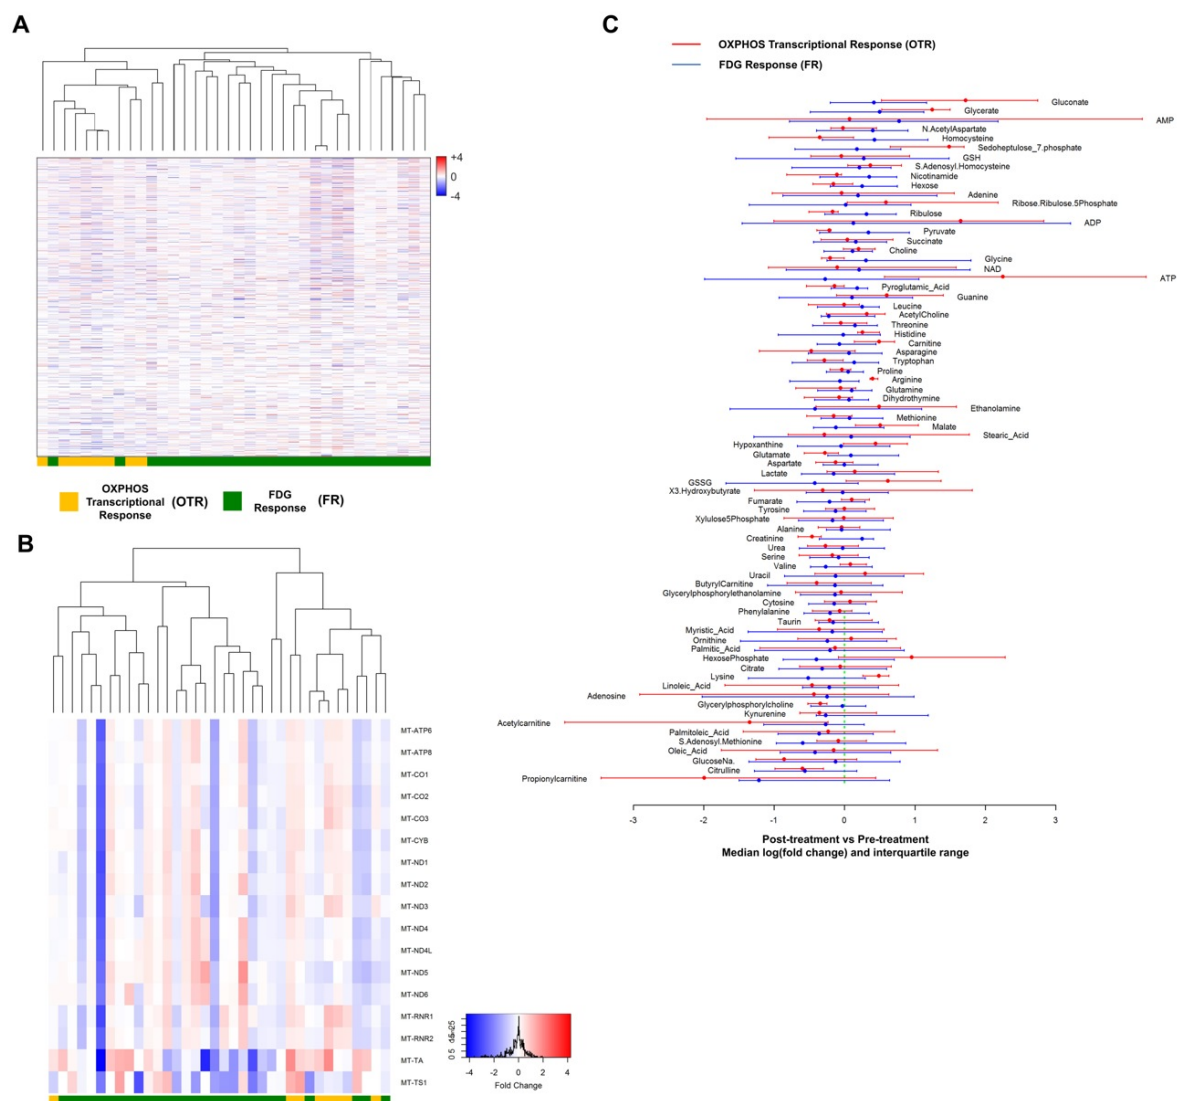 A
+4
0
-4
OXPHOS
Transcriptional (OTR)
Response
FDG
Response (FR)
B
MT-ATP6
MT-ATP8
MT-CO1
MT-CO2
MT-CO3
MT-CYB
MT-ND1
MT-ND2
MT-ND3
MT-ND4
MT-ND4L
MT-ND5
MT-ND6
MT-RNR1
MT-RNR2
MT-TA
MT-TS1
-4 -2 0 2 4
Fold Change
C
OXPHOS Transcriptional Response (OTR)
FDG Response (FR)
Gluconate
Glycerate
AMP
N.AcetylAspartate
Homocysteine
Sedoheptulose_7.phosphate
GSH
S.Adenosyl.Homocysteine
Nicotinamide
Hexose
Adenine
Ribose.Ribulose.5Phosphate
Ribulose
ADP
Pyruvate
Succinate
Choline
Glycine
NAD
ATP
Pyroglutamic_Acid
Guanine
Leucine
AcetylCholine
Threonine
Histidine
Carnitine
Asparagine
Tryptophan
Proline
Arginine
Glutamine
Dihydrothymine
Ethanolamine
Methionine
Malate
Stearic_Acid
Hypoxanthine
Glutamate
Aspartate
Lactate
GSSG
X3.Hydroxybutyrate
Fumarate
Tyrosine
Xylulose5Phosphate
Alanine
Creatinine
Urea
Serine
Valine
Uracil
ButyrylCarnitine
Glycerylphosphorylethanolamine
Cytosine
Phenylalanine
Taurin
Myristic_Acid
Ornithine
Palmitic_Acid
HexosePhosphate
Citrate
Lysine
Linoleic_Acid
Adenosine
Glycerylphosphorylcholine
Kynurenine
Acetylcarnitine
Palmitoleic_Acid
S.Adenosyl.Methionine
Oleic_Acid
GlucoseNa.
Citrulline
Propionylcarnitine
-3 -2 -1 0 1 2 3
Post-treatment vs Pre-treatment
Median log(fold change) and interquartile range